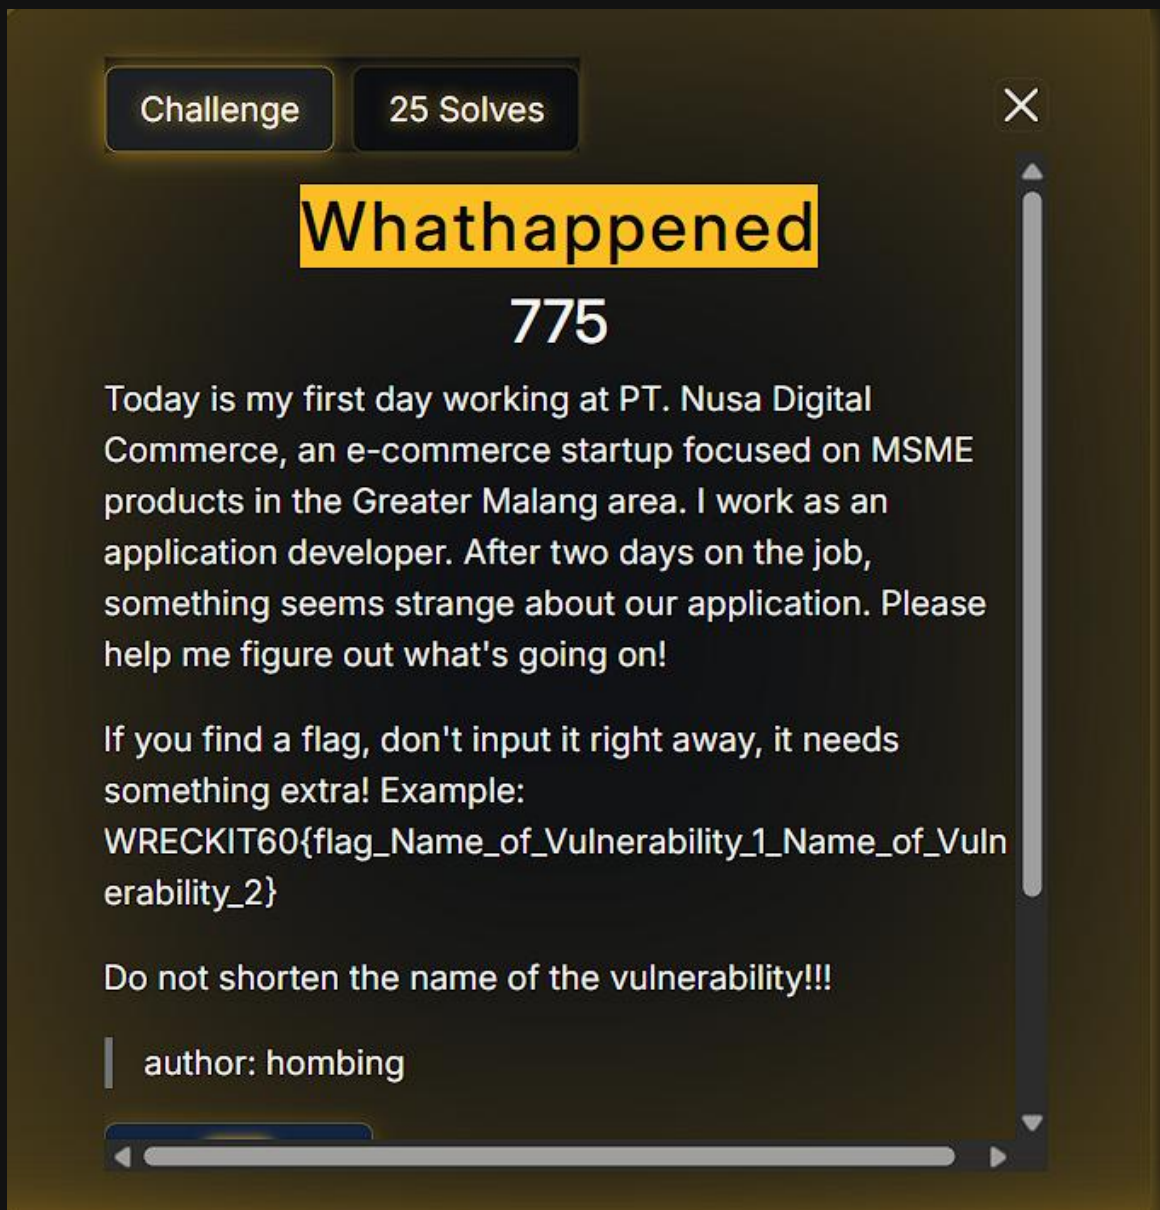 Challenge
25 Solves
Whathappened
775
Today is my first day working at PT. Nusa Digital
Commerce, an e-commerce startup focused on MSME
products in the Greater Malang area. I work as an
application developer. After two days on the job,
something seems strange about our application. Please
help me figure out what's going on!
If you find a flag, don't input it right away, it needs
something extra! Example:
WRECKIT60{flag_Name_of_Vulnerability_1_Name_of_Vuln
erability_2}
Do not shorten the name of the vulnerability!!!
author: hombing